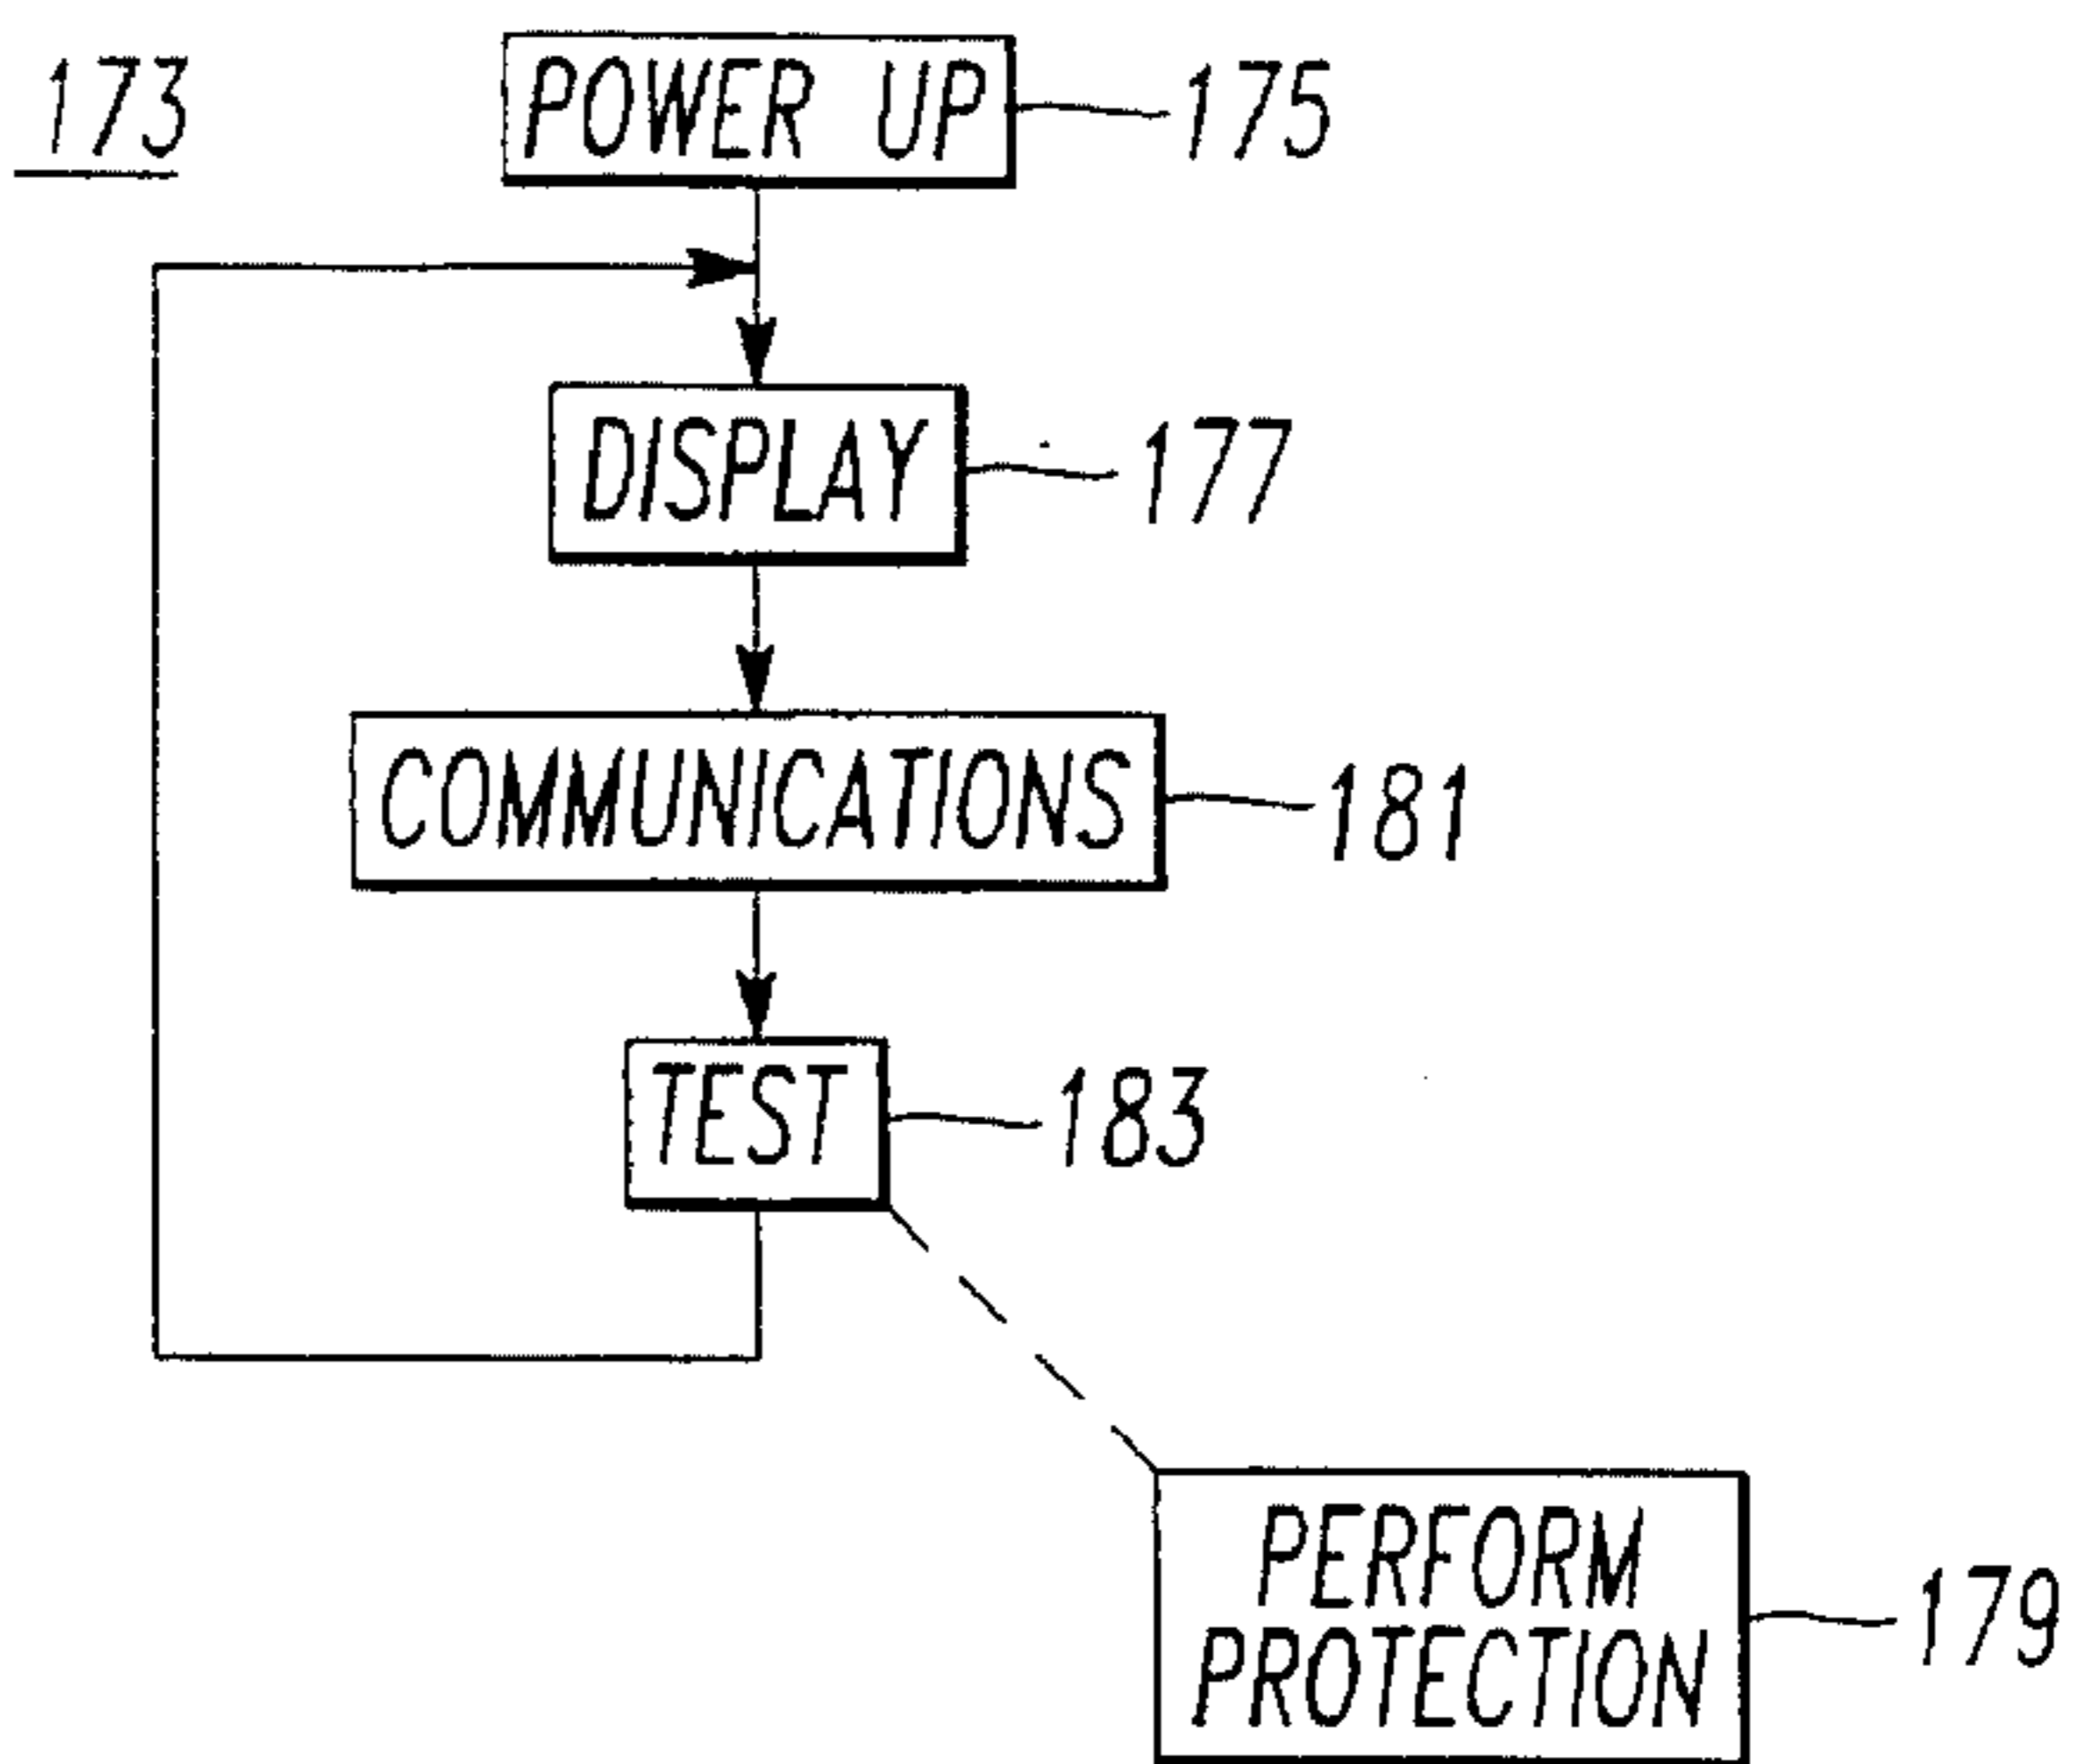 173
POWER UP
175
DISPLAY
177
COMMUNICATIONS
181
TEST
183
PERFORM
PROTECTION
179